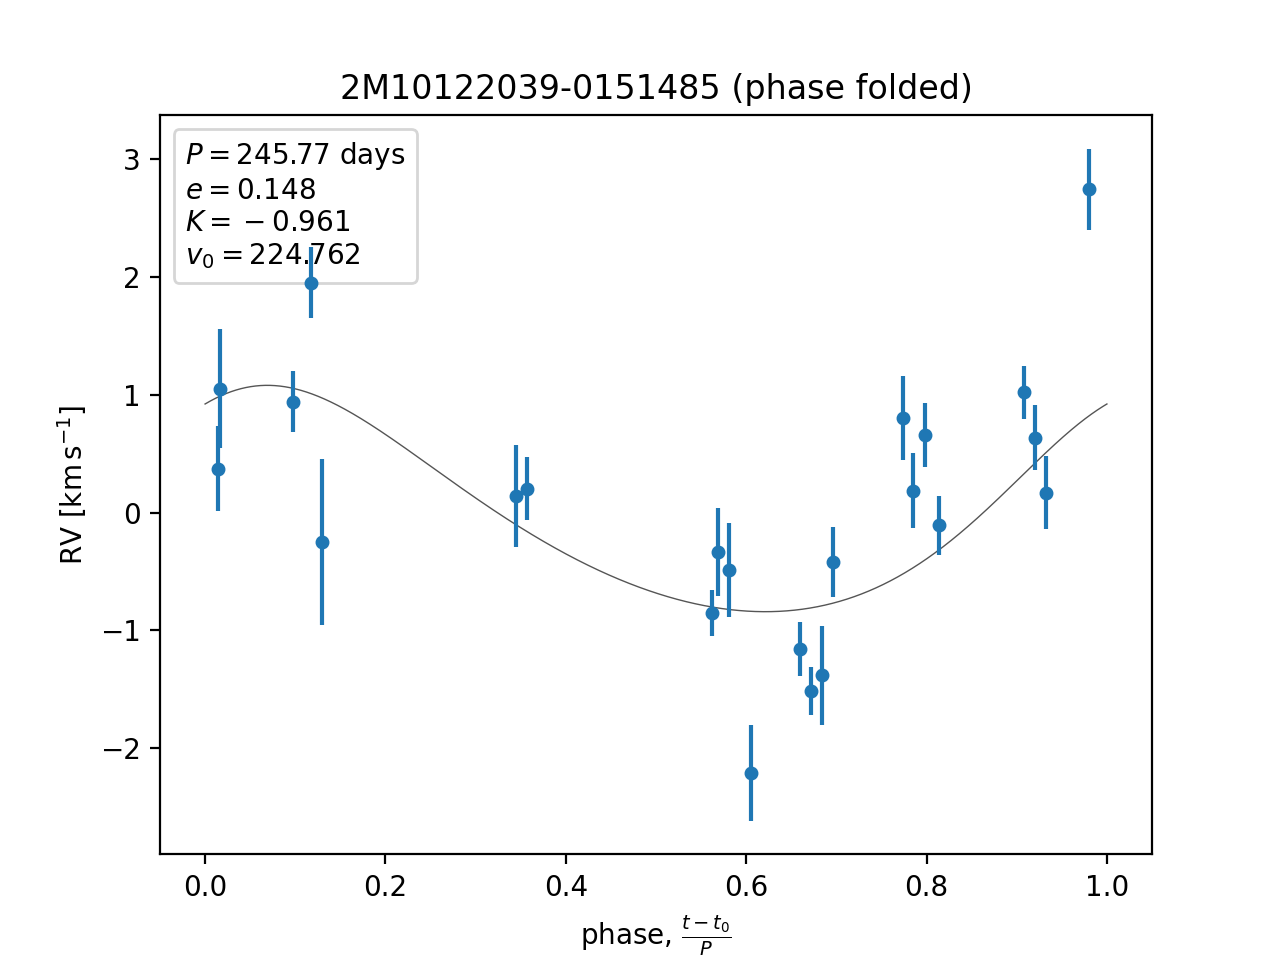 2M10122039-0151485 (phase folded)
P = 245.77 days
e = 0.148
K = −0.961
v₀ = 224.762
3
2
1
0
−1
−2
RV [km s⁻¹]
0.0 0.2 0.4 0.6 0.8 1.0
phase, (t − t₀)/P